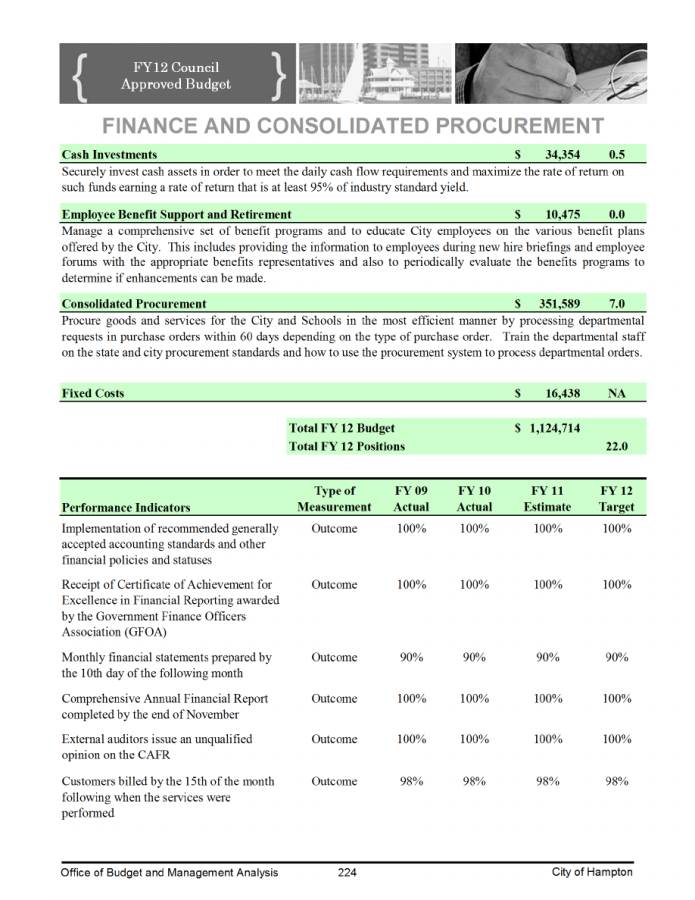 FY12 Council
Approved Budget
FINANCE AND CONSOLIDATED PROCUREMENT
Cash Investments $ 34,354 0.5
Securely invest cash assets in order to meet the daily cash flow requirements and maximize the rate of return on
such funds earning a rate of return that is at least 95% of industry standard yield.
Employee Benefit Support and Retirement $ 10,475 0.0
Manage a comprehensive set of benefit programs and to educate City employees on the various benefit plans
offered by the City. This includes providing the information to employees during new hire briefings and employee
forums with the appropriate benefits representatives and also to periodically evaluate the benefits programs to
determine if enhancements can be made.
Consolidated Procurement $ 351,589 7.0
Procure goods and services for the City and Schools in the most efficient manner by processing departmental
requests in purchase orders within 60 days depending on the type of purchase order. Train the departmental staff
on the state and city procurement standards and how to use the procurement system to process departmental orders.
Fixed Costs $ 16,438 NA
Total FY 12 Budget $ 1,124,714
Total FY 12 Positions 22.0
Type of FY 09 FY 10 FY 11 FY 12
Performance Indicators Measurement Actual Actual Estimate Target
Implementation of recommended generally Outcome 100% 100% 100% 100%
accepted accounting standards and other
financial policies and statuses
Receipt of Certificate of Achievement for Outcome 100% 100% 100% 100%
Excellence in Financial Reporting awarded
by the Government Finance Officers
Association (GFOA)
Monthly financial statements prepared by Outcome 90% 90% 90% 90%
the 10th day of the following month
Comprehensive Annual Financial Report Outcome 100% 100% 100% 100%
completed by the end of November
External auditors issue an unqualified Outcome 100% 100% 100% 100%
opinion on the CAFR
Customers billed by the 15th of the month Outcome 98% 98% 98% 98%
following when the services were
performed
Office of Budget and Management Analysis 224 City of Hampton